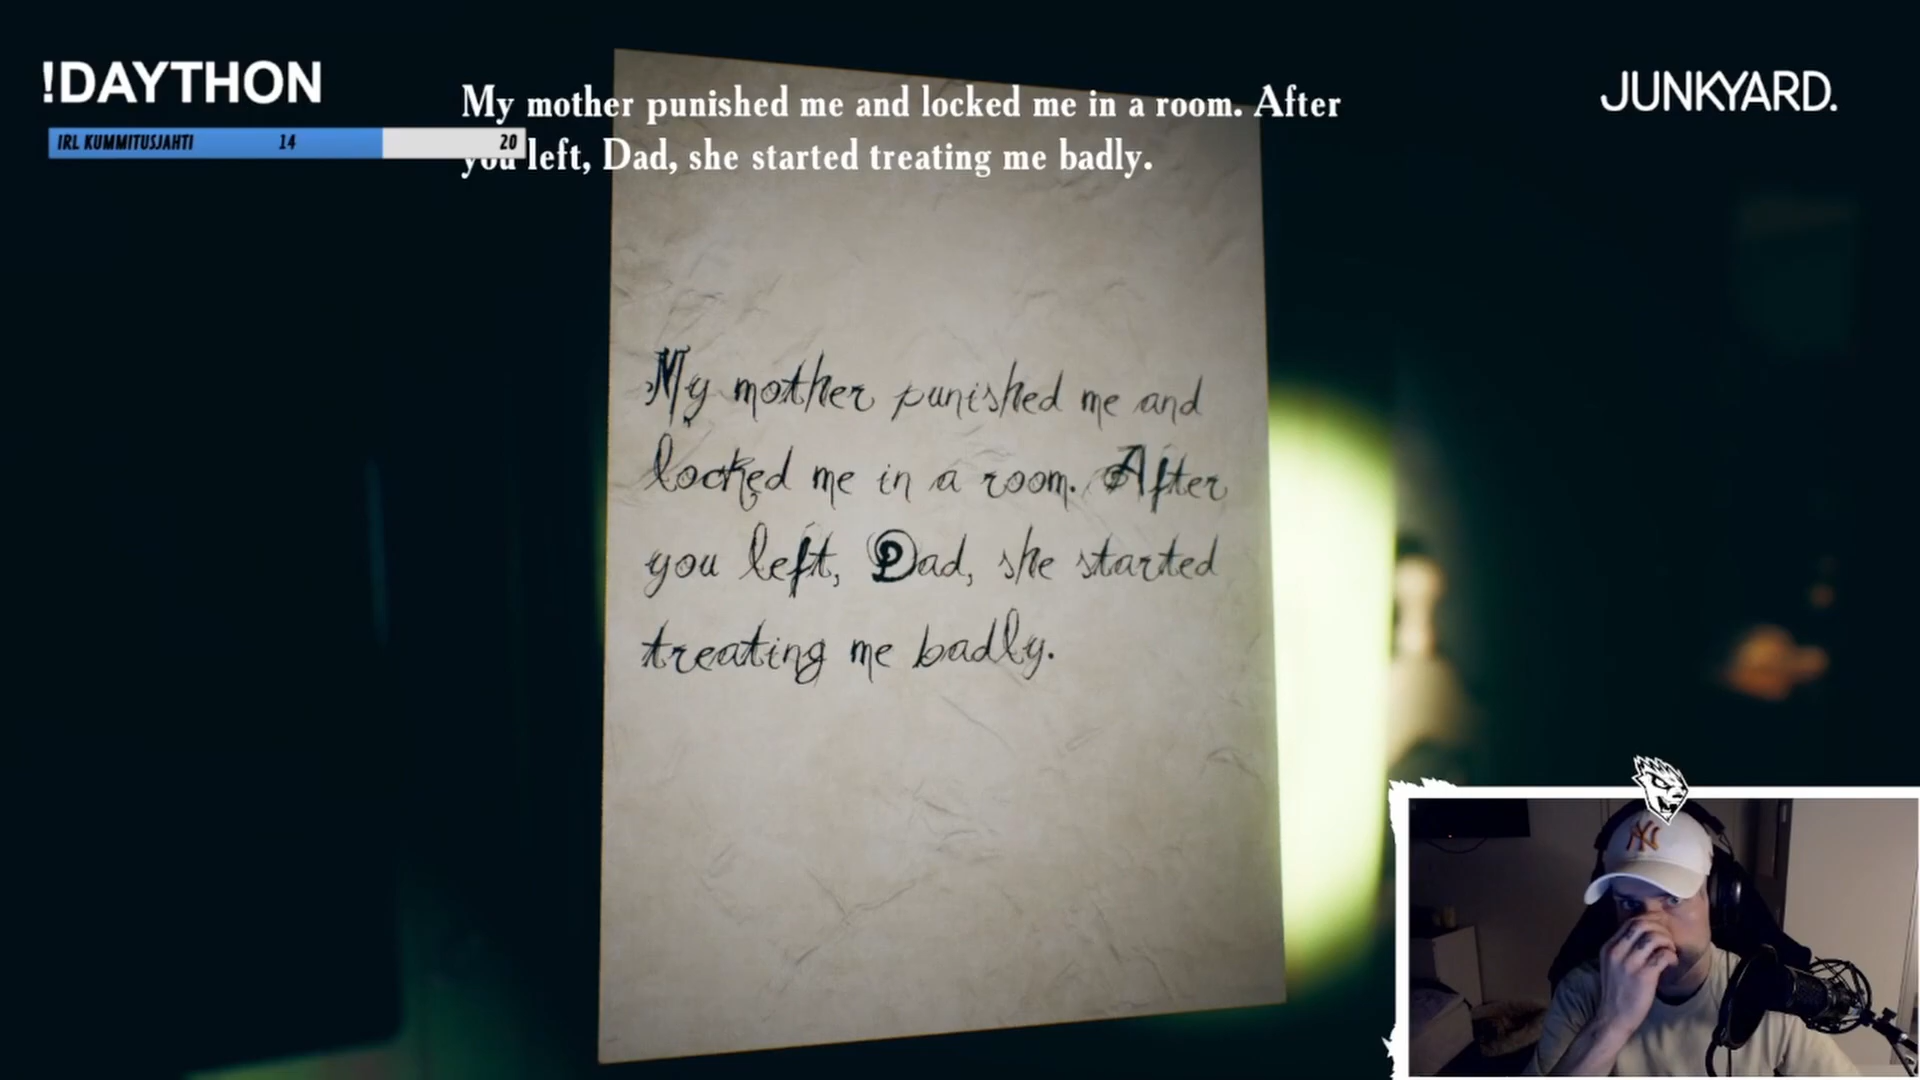 !DAYTHON
IRL KUMMITUSJAHTI 14 20
JUNKYARD.
My mother punished me and locked me in a room. After
you left, Dad, she started treating me badly.
My mother punished me and
locked me in a room. After
you left, Dad, she started
treating me badly.
NY